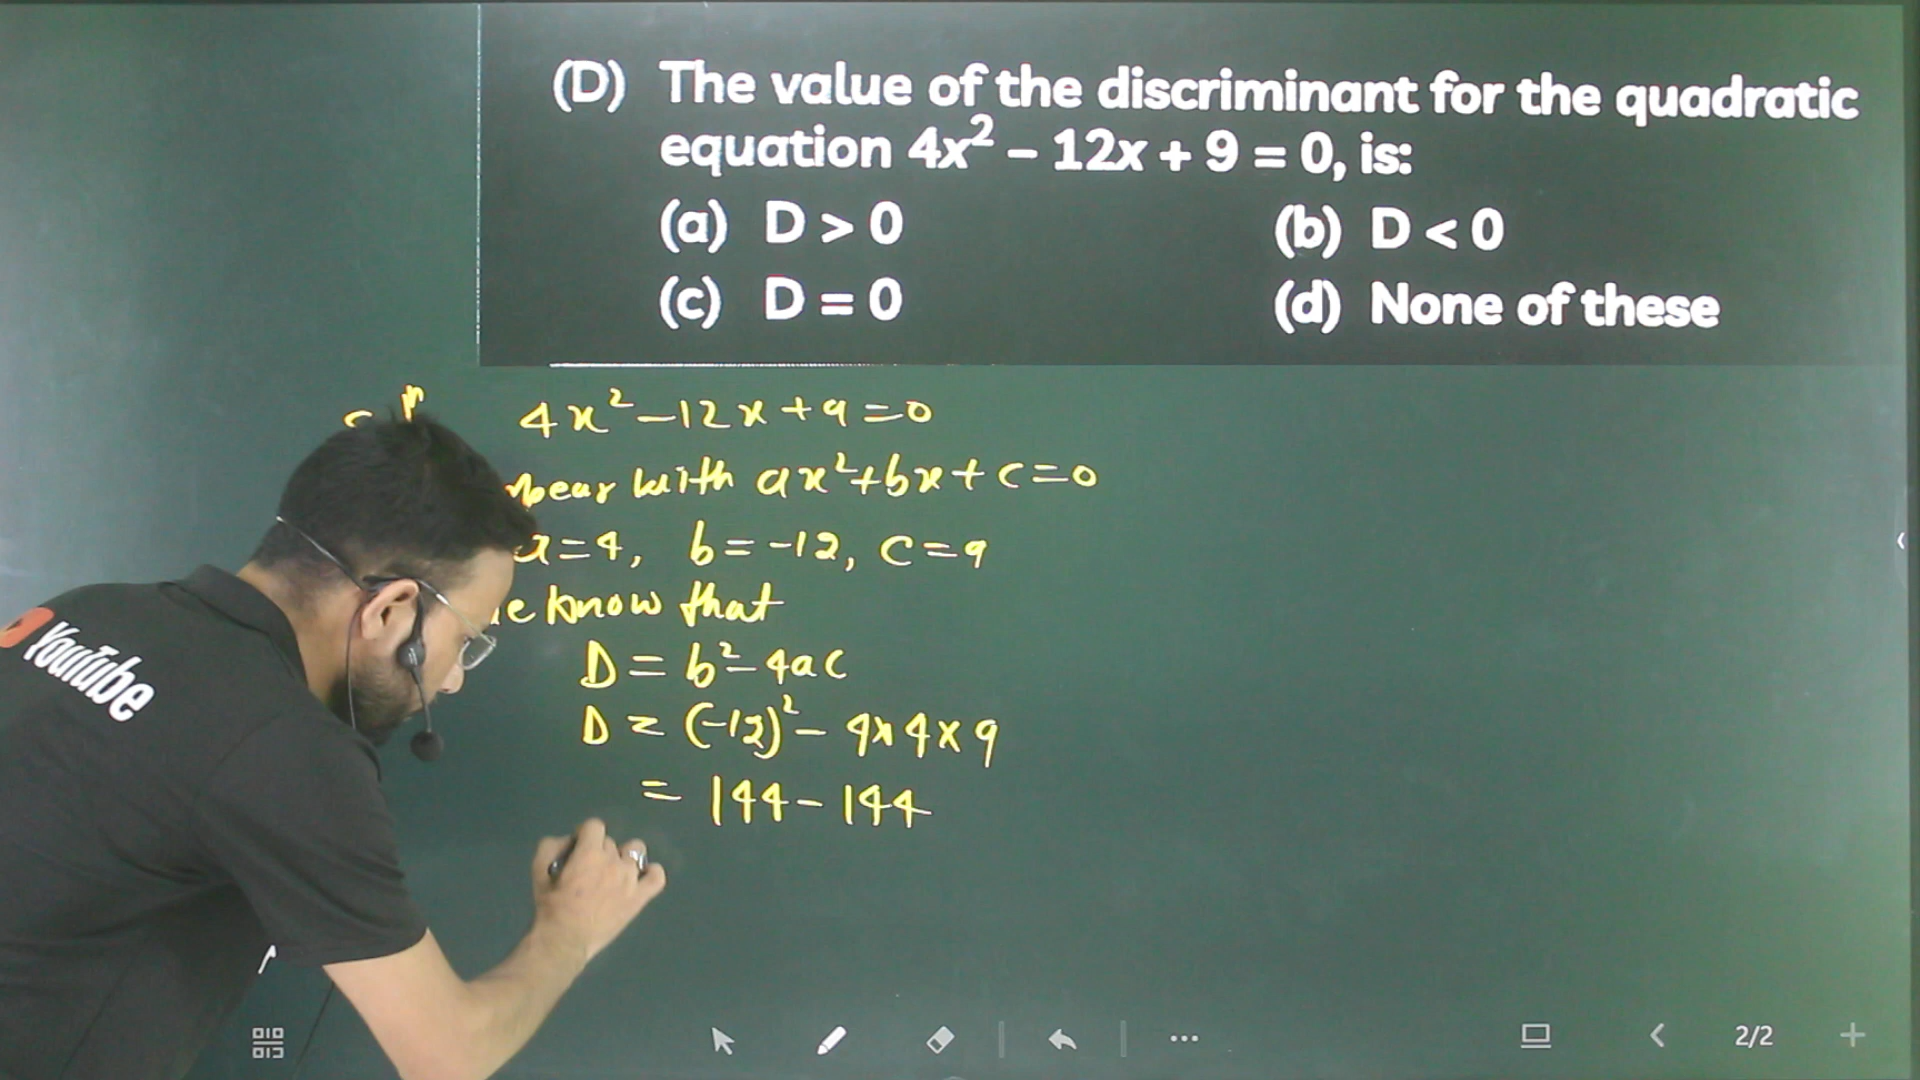 (D) The value of the discriminant for the quadratic
equation 4x² – 12x + 9 = 0, is:
(a) D > 0 (b) D < 0
(c) D = 0 (d) None of these
4x² – 12x + 9 = 0
with ax² + bx + c = 0
a = 4, b = -12, c = 9
know that
D = b² – 4ac
D = (-12)² – 4 x 4 x 9
= 144 – 144
YouTube
2/2